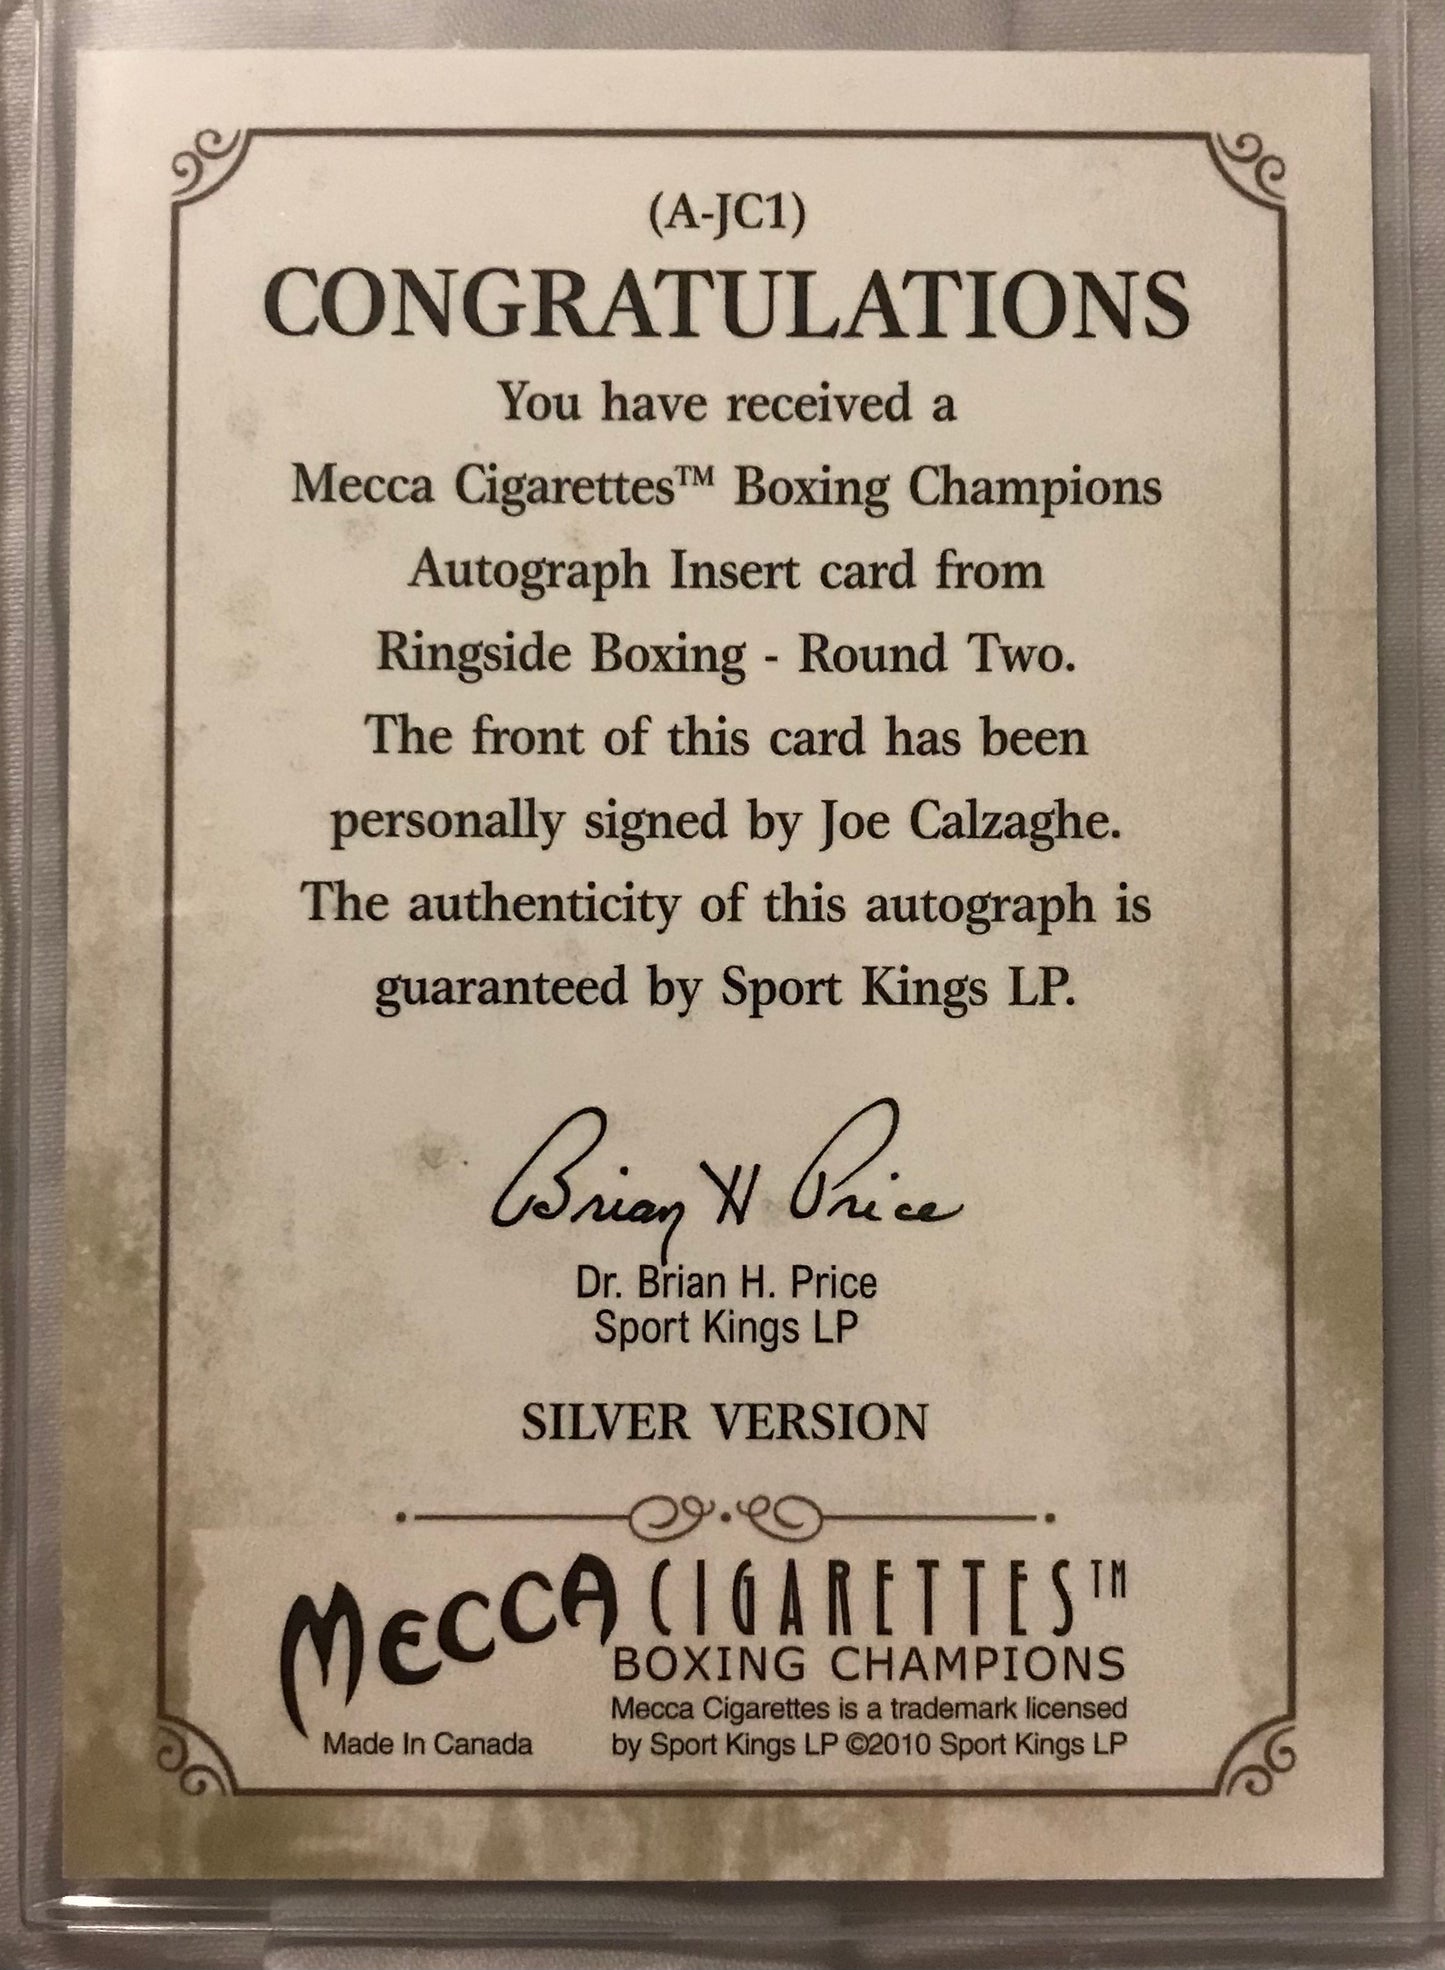 (A-JC1)
CONGRATULATIONS
You have received a
Mecca Cigarettes™ Boxing Champions
Autograph Insert card from
Ringside Boxing - Round Two.
The front of this card has been
personally signed by Joe Calzaghe.
The authenticity of this autograph is
guaranteed by Sport Kings LP.
Brian H Price
Dr. Brian H. Price
Sport Kings LP
SILVER VERSION
MECCA CIGARETTES™
BOXING CHAMPIONS
Mecca Cigarettes is a trademark licensed
Made In Canada by Sport Kings LP ©2010 Sport Kings LP